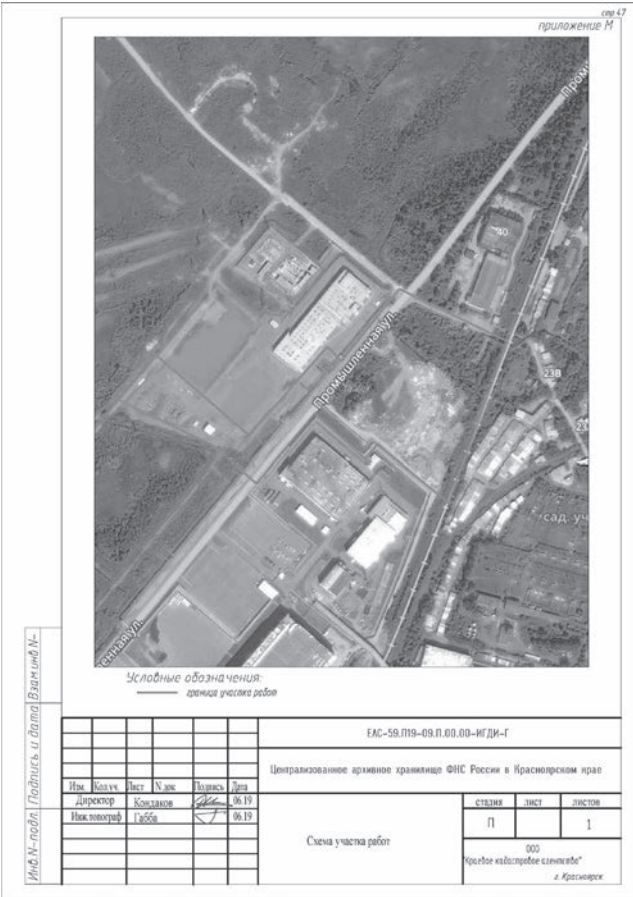 стр 47
приложение М
Промы
40
Промышленная ул.
23В
23
сад. уч
енная ул.
Условные обозначения:
граница участка работ
Взам.инв N-
Подпись и дата
Инв.N-подл.
ЕАС-59.П19-09.П.00.00-ИГДИ-Г
Централизованное архивное хранилище ФНС России в Красноярском крае
Изм. Кол.уч. Лист N док Подпись Дата
Директор Кондаков 06.19
Инж.топограф Габба 06.19
Схема участка работ
стадия лист листов
П 1
ООО
"Краевое кадастровое агентство"
г. Красноярск